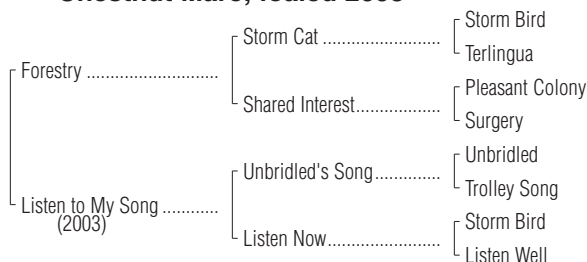 Chestnut Mare; foaled
Storm Bird
Storm Cat ........................
Terlingua
Forestry ...........................
Pleasant Colony
Shared Interest.................
Surgery
Unbridled
Unbridled's Song..............
Trolley Song
Listen to My Song ...........
(2003)
Storm Bird
Listen Now.......................
Listen Well